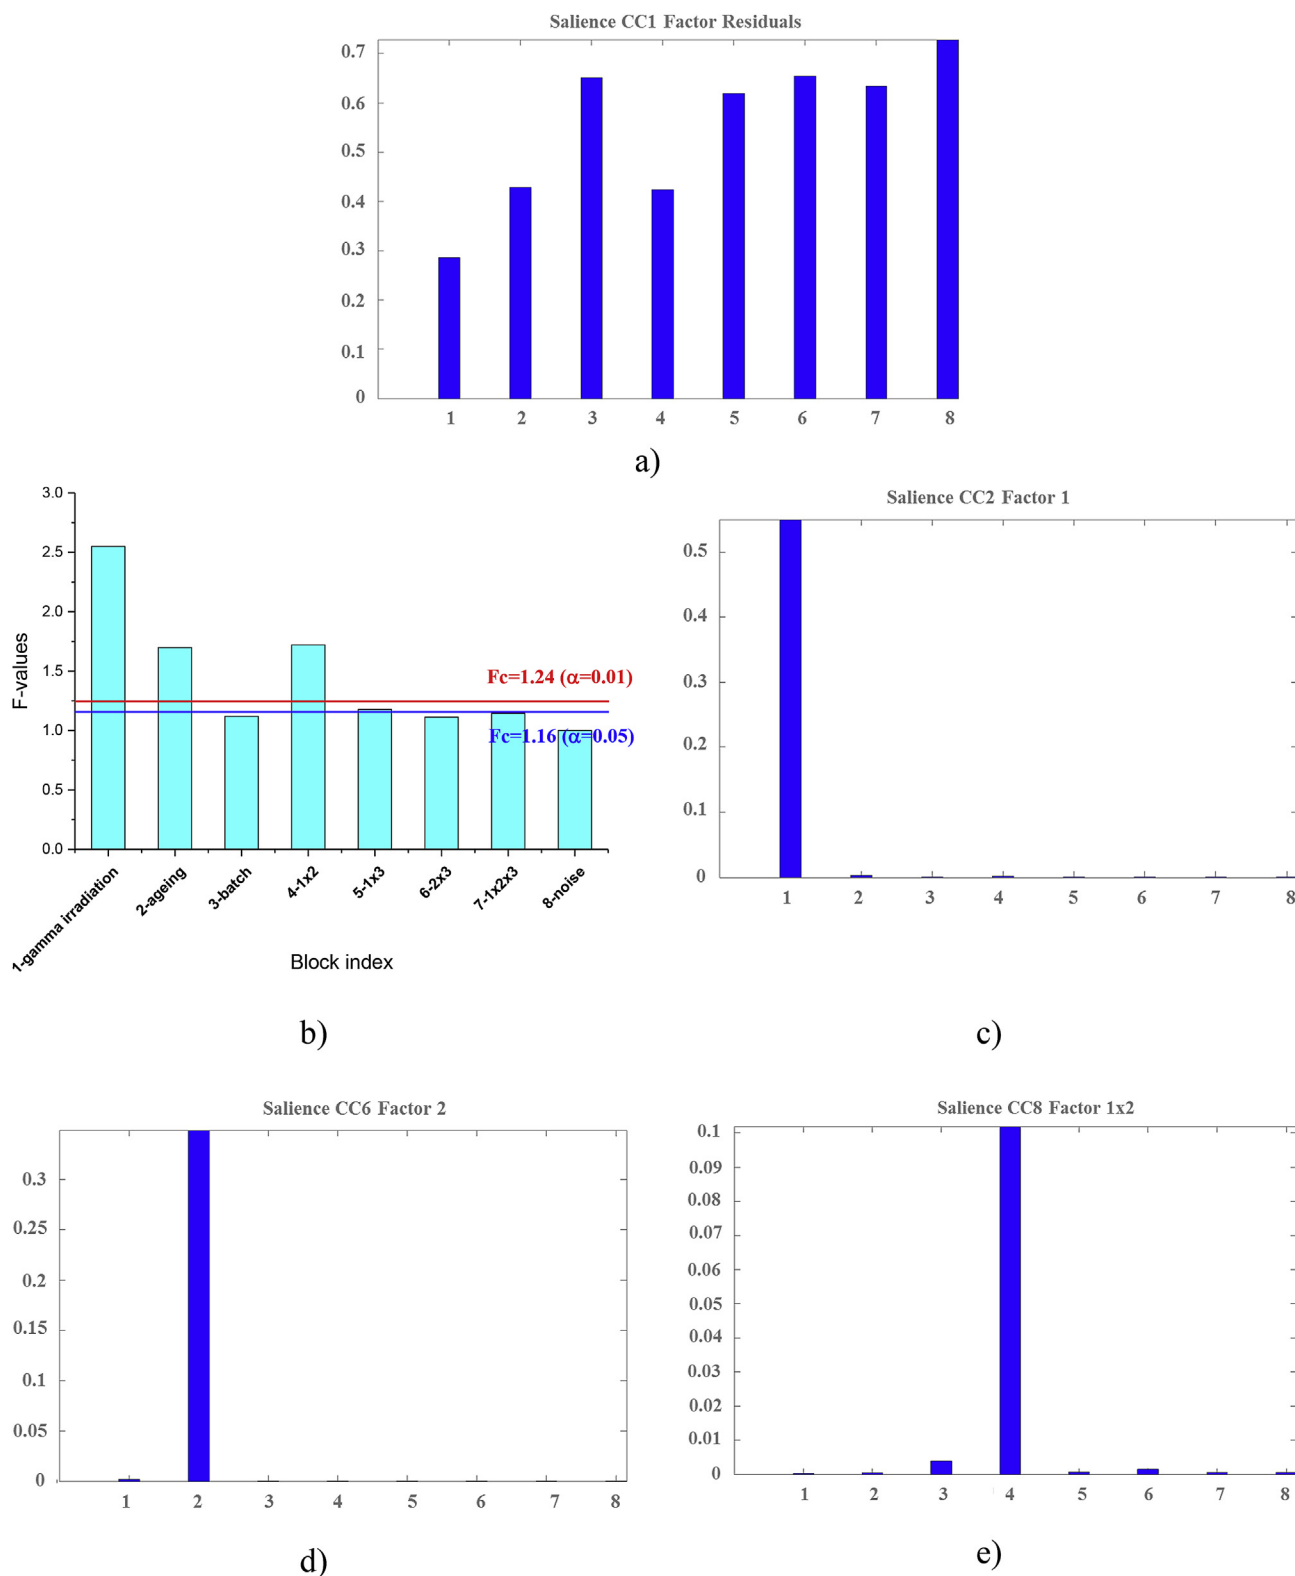 Salience CC1 Factor Residuals
0.7
0.6
0.5
0.4
0.3
0.2
0.1
0
1 2 3 4 5 6 7 8
a)
3.0
2.5
2.0
1.5
1.0
0.5
0.0
F-values
Fc=1.24 (α=0.01)
Fc=1.16 (α=0.05)
1-gamma irradiation
2-ageing
3-batch
4-1x2
5-1x3
6-2x3
7-1x2x3
8-noise
Block index
b)
Salience CC2 Factor 1
0.5
0.4
0.3
0.2
0.1
0
1 2 3 4 5 6 7 8
c)
Salience CC6 Factor 2
0.3
0.25
0.2
0.15
0.1
0.05
0
1 2 3 4 5 6 7 8
d)
Salience CC8 Factor 1x2
0.1
0.09
0.08
0.07
0.06
0.05
0.04
0.03
0.02
0.01
0
1 2 3 4 5 6 7 8
e)